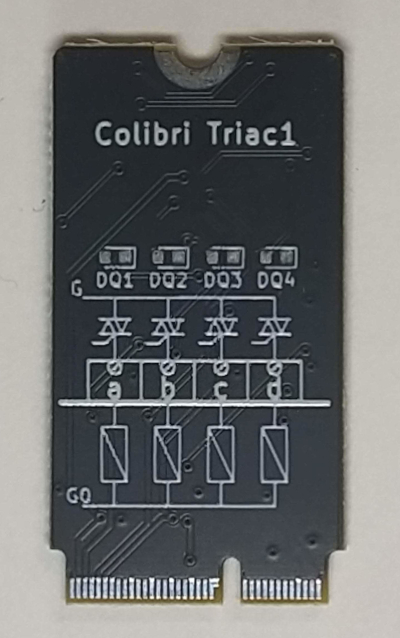 Colibri Triac1
DQ1 DQ2 DQ3 DQ4
G
a b c d
G0